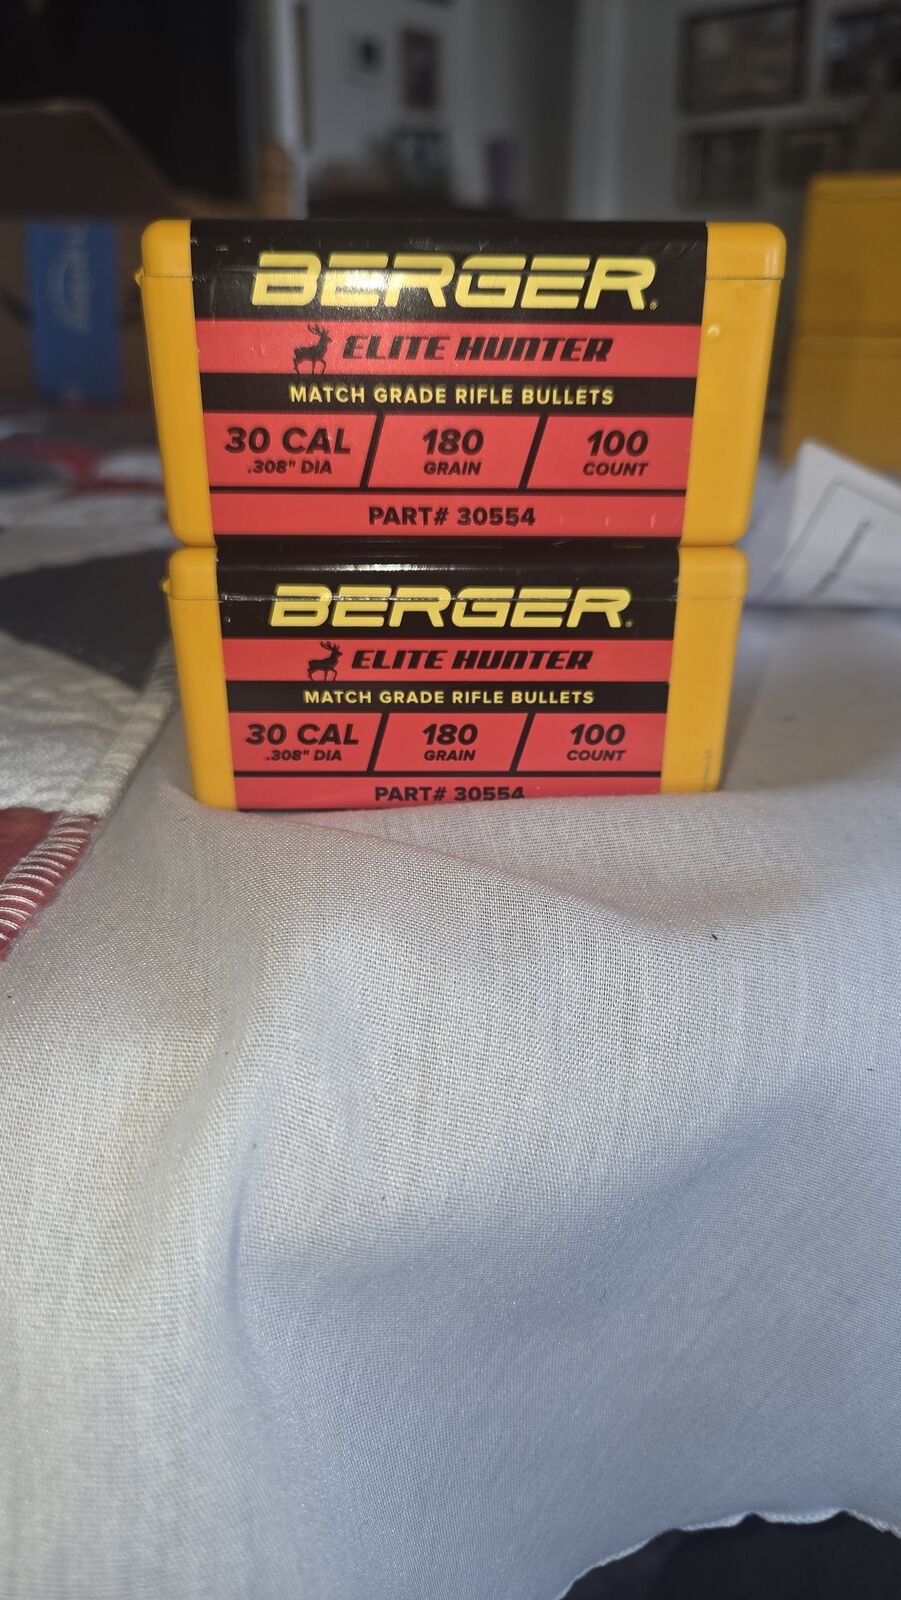 BERGER®
ELITE HUNTER
MATCH GRADE RIFLE BULLETS
30 CAL 180 100
.308" DIA GRAIN COUNT
PART# 30554
BERGER®
ELITE HUNTER
MATCH GRADE RIFLE BULLETS
30 CAL 180 100
.308" DIA GRAIN COUNT
PART# 30554